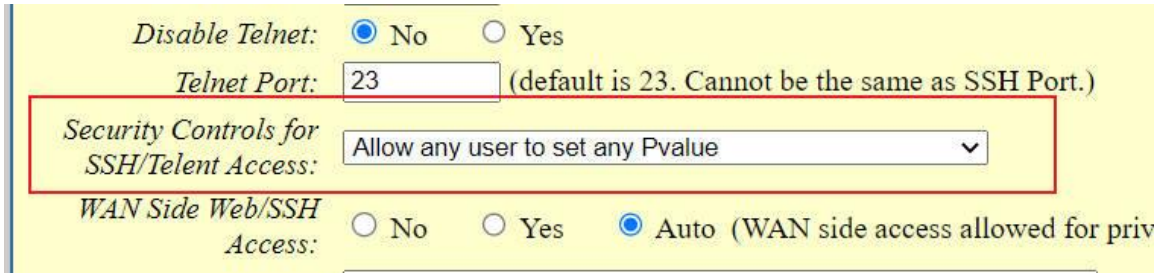 Disable Telnet: No Yes
Telnet Port: 23 (default is 23. Cannot be the same as SSH Port.)
Security Controls for
SSH/Telent Access: Allow any user to set any Pvalue
WAN Side Web/SSH
Access: No Yes Auto (WAN side access allowed for priv